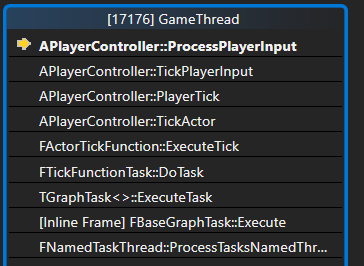 [17176] GameThread
APlayerController::ProcessPlayerInput
APlayerController::TickPlayerInput
APlayerController::PlayerTick
APlayerController::TickActor
FActorTickFunction::ExecuteTick
FTickFunctionTask::DoTask
TGraphTask<>::ExecuteTask
[Inline Frame] FBaseGraphTask::Execute
FNamedTaskThread::ProcessTasksNamedThr...